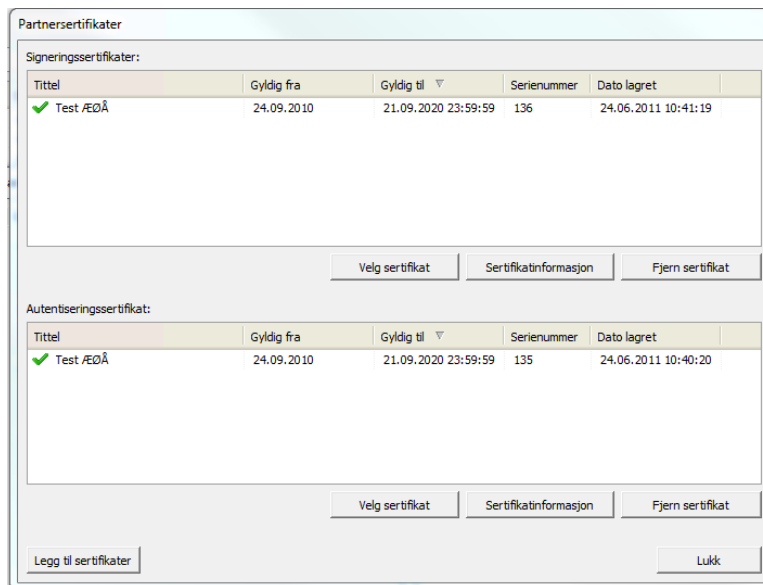 Partnersertifikater
Signeringssertifikater:
Tittel Gyldig fra Gyldig til Serienummer Dato lagret
Test ÆØÅ 24.09.2010 21.09.2020 23:59:59 136 24.06.2011 10:41:19
Velg sertifikat Sertifikatinformasjon Fjern sertifikat
Autentiseringssertifikat:
Tittel Gyldig fra Gyldig til Serienummer Dato lagret
Test ÆØÅ 24.09.2010 21.09.2020 23:59:59 135 24.06.2011 10:40:20
Velg sertifikat Sertifikatinformasjon Fjern sertifikat
Legg til sertifikater Lukk